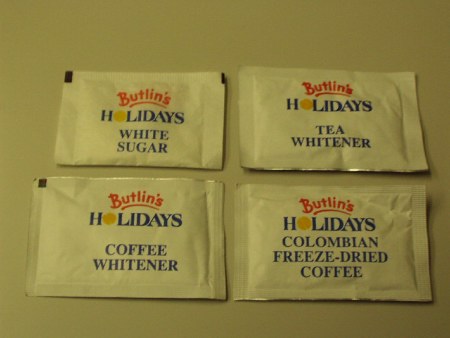 Butlin's
HOLIDAYS
WHITE
SUGAR
Butlin's
HOLIDAYS
TEA
WHITENER
Butlin's
HOLIDAYS
COFFEE
WHITENER
Butlin's
HOLIDAYS
COLOMBIAN
FREEZE-DRIED
COFFEE